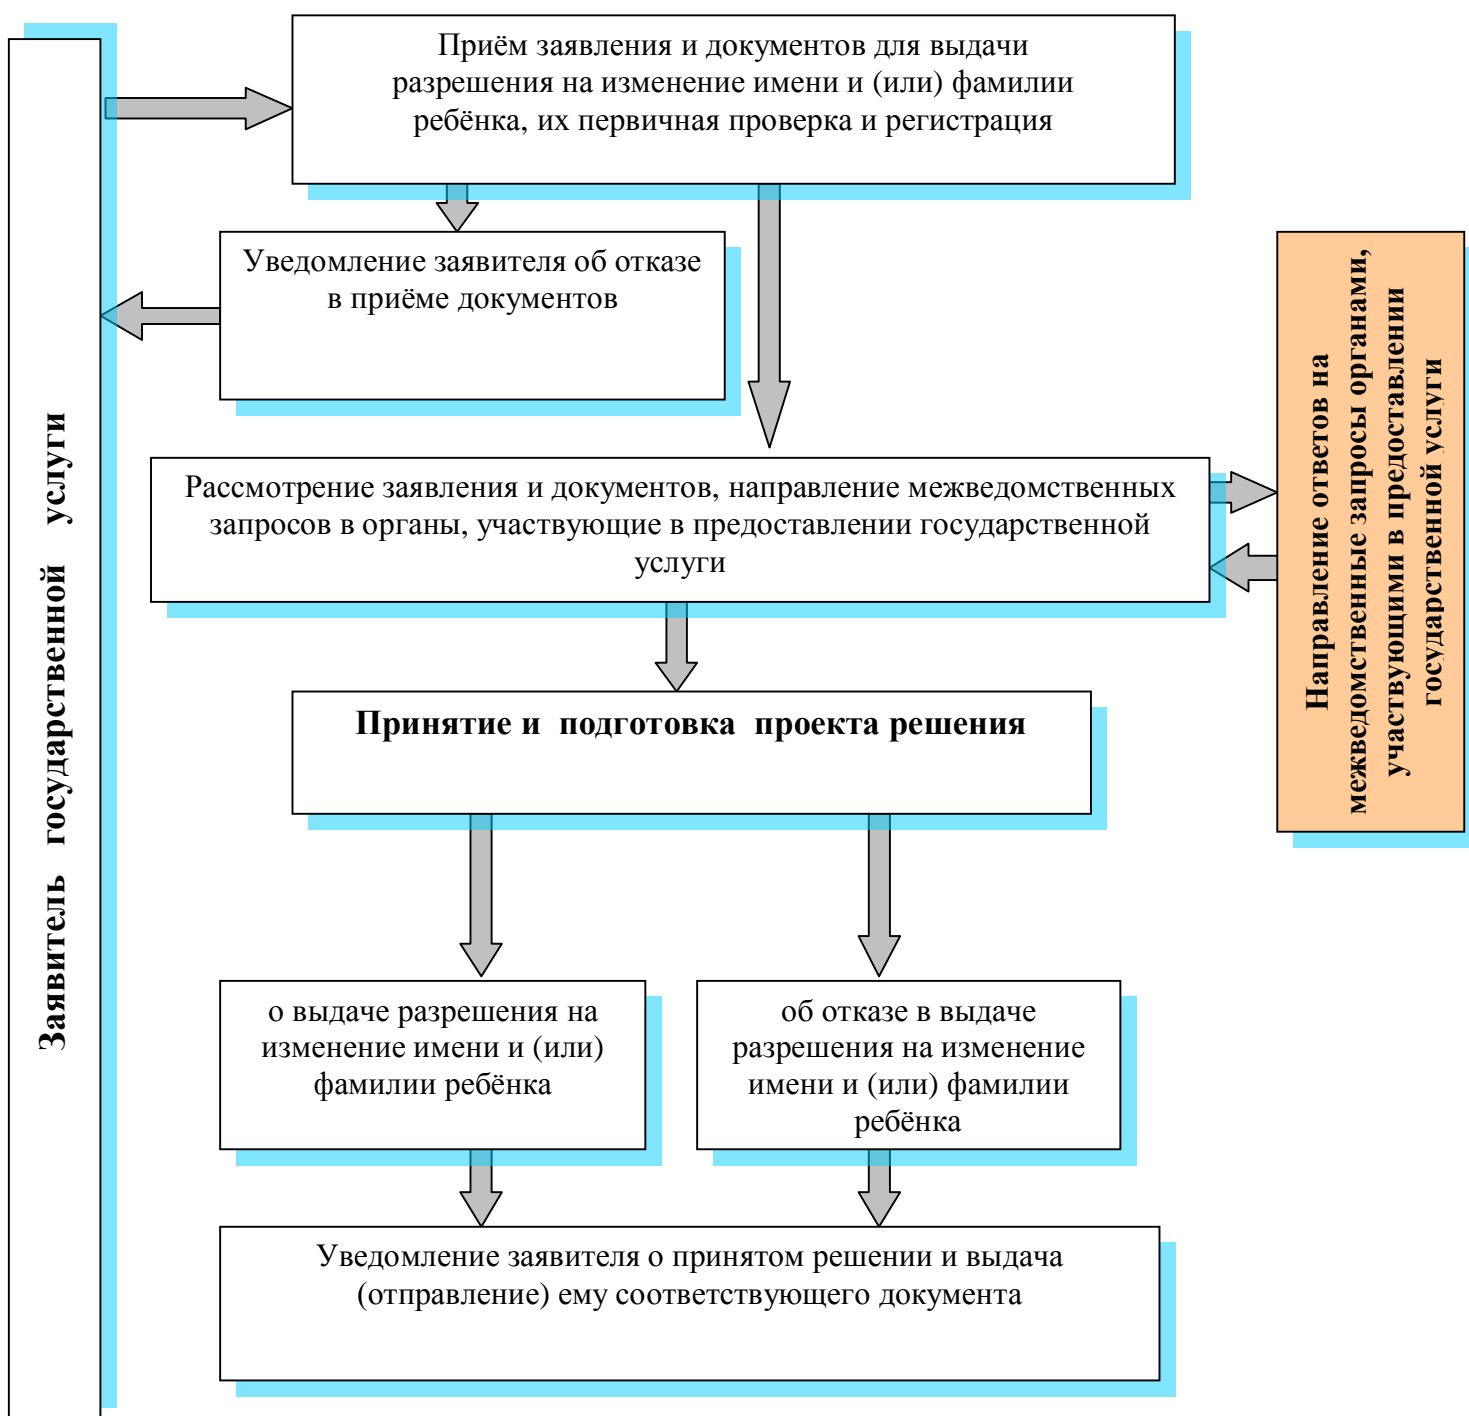 Заявитель государственной услуги
Приём заявления и документов для выдачи
разрешения на изменение имени и (или) фамилии
ребёнка, их первичная проверка и регистрация
Уведомление заявителя об отказе
в приёме документов
Направление ответов на
межведомственные запросы органами,
участвующими в предоставлении
государственной услуги
Рассмотрение заявления и документов, направление межведомственных
запросов в органы, участвующие в предоставлении государственной
услуги
Принятие и подготовка проекта решения
о выдаче разрешения на
изменение имени и (или)
фамилии ребёнка
об отказе в выдаче
разрешения на изменение
имени и (или) фамилии
ребёнка
Уведомление заявителя о принятом решении и выдача
(отправление) ему соответствующего документа